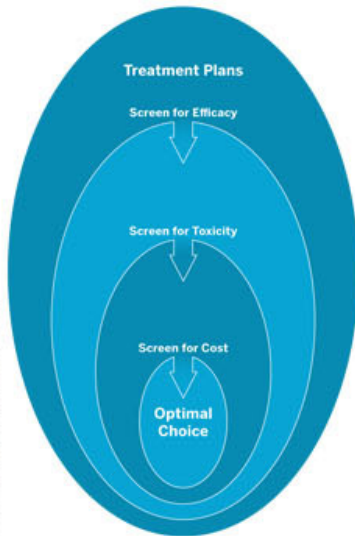 Treatment Plans
Screen for Efficacy
Screen for Toxicity
Screen for Cost
Optimal
Choice